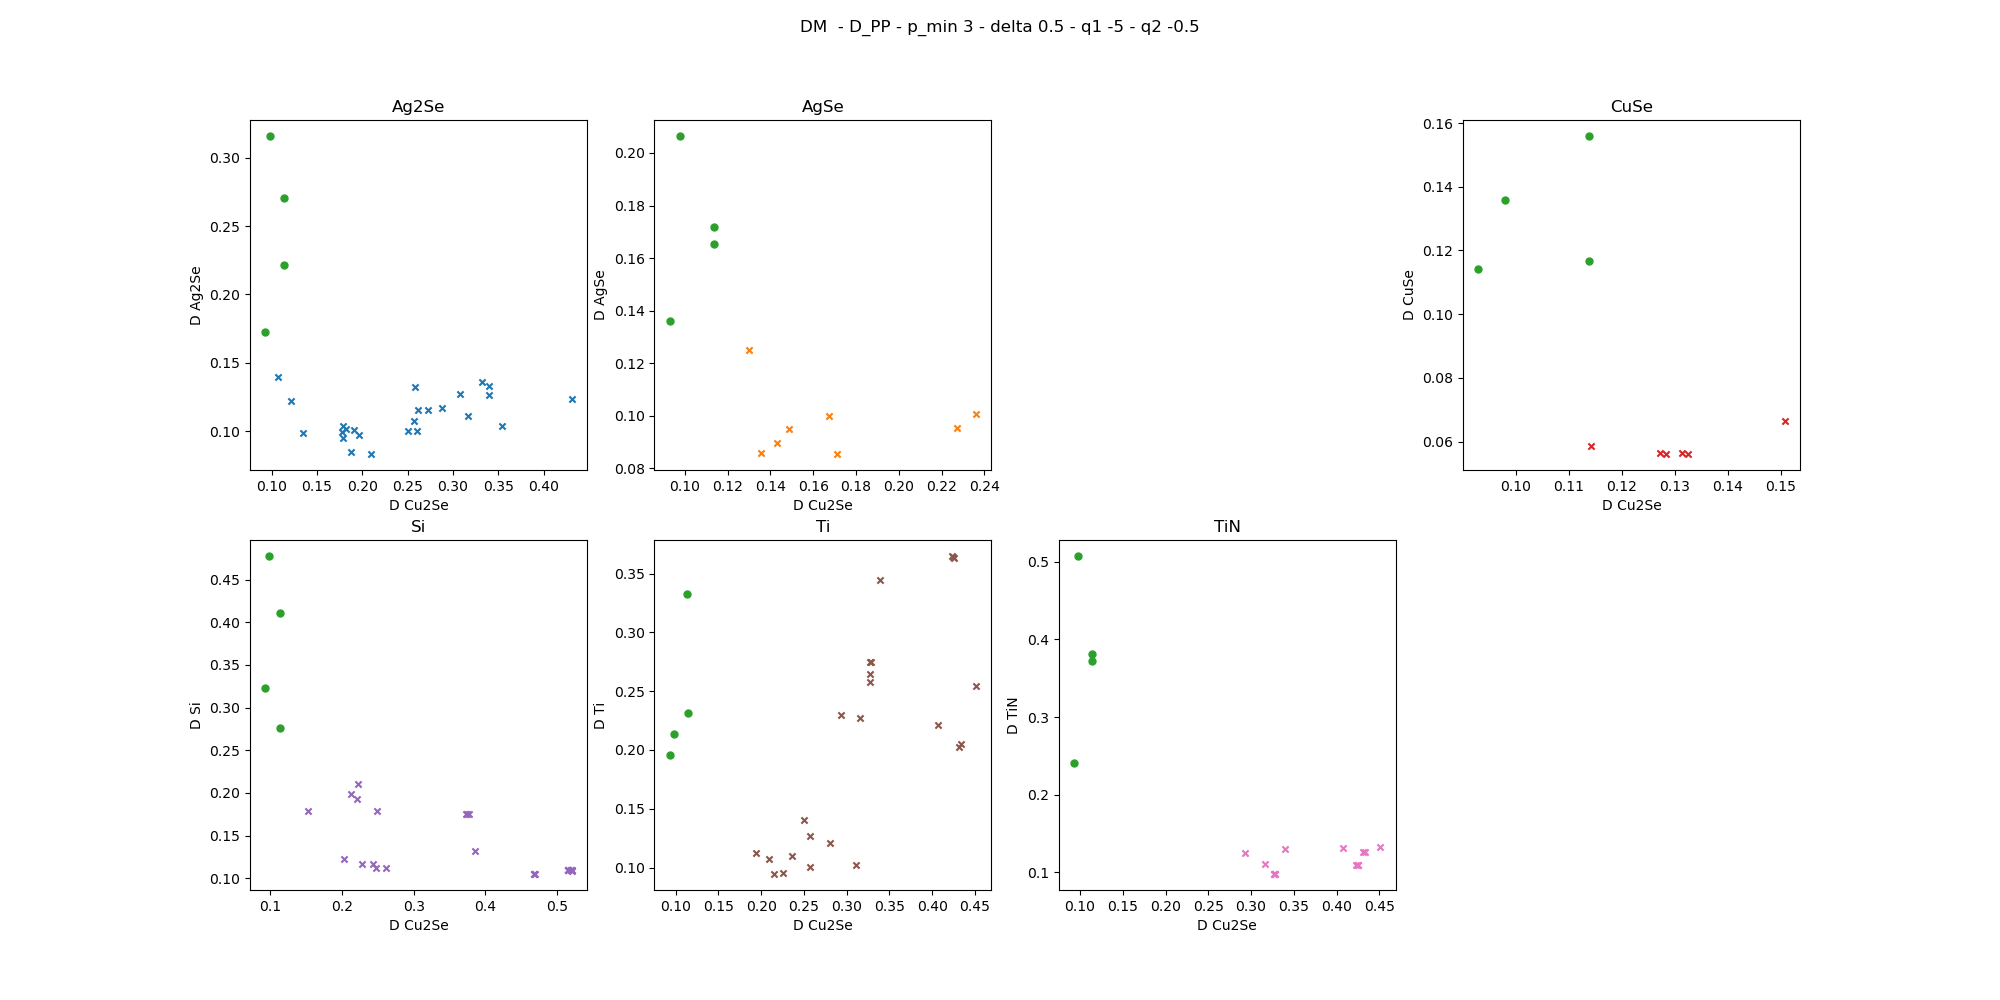 DM  - D_PP - p_min 3 - delta 0.5 - q1 -5 - q2 -0.5
Ag2Se
D Ag2Se
0.30
0.25
0.20
0.15
0.10
0.10 0.15 0.20 0.25 0.30 0.35 0.40
D Cu2Se
AgSe
D AgSe
0.20
0.18
0.16
0.14
0.12
0.10
0.08
0.10 0.12 0.14 0.16 0.18 0.20 0.22 0.24
D Cu2Se
CuSe
D CuSe
0.16
0.14
0.12
0.10
0.08
0.06
0.10 0.11 0.12 0.13 0.14 0.15
D Cu2Se
Si
D Si
0.45
0.40
0.35
0.30
0.25
0.20
0.15
0.10
0.1 0.2 0.3 0.4 0.5
D Cu2Se
Ti
D Ti
0.35
0.30
0.25
0.20
0.15
0.10
0.10 0.15 0.20 0.25 0.30 0.35 0.40 0.45
D Cu2Se
TiN
D TiN
0.5
0.4
0.3
0.2
0.1
0.10 0.15 0.20 0.25 0.30 0.35 0.40 0.45
D Cu2Se